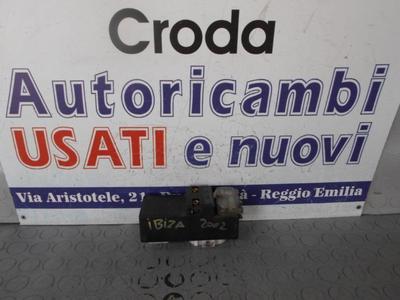 Croda
Autoricambi
USATI e nuovi
Via Aristotele, 21 - Reggio Emilia
iBiZA 2002